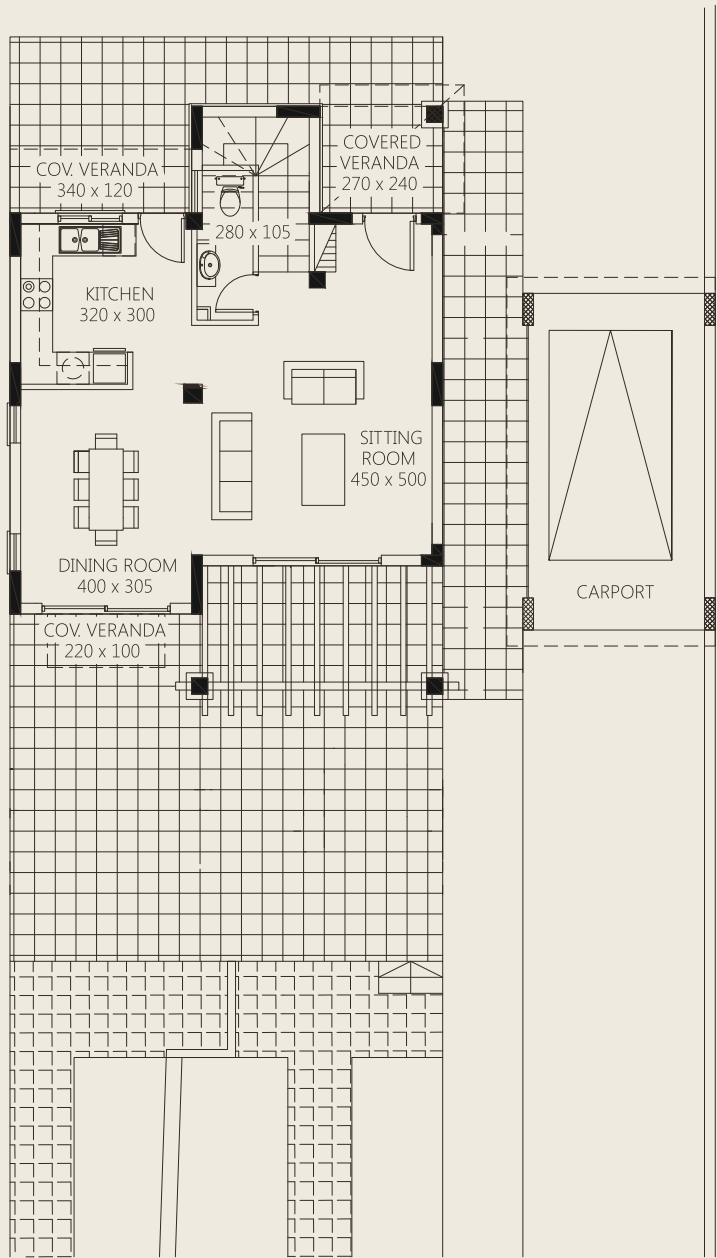 COV. VERANDA
340 x 120
COVERED
VERANDA
270 x 240
280 x 105
KITCHEN
320 x 300
SITTING
ROOM
450 x 500
DINING ROOM
400 x 305
CARPORT
COV. VERANDA
220 x 100